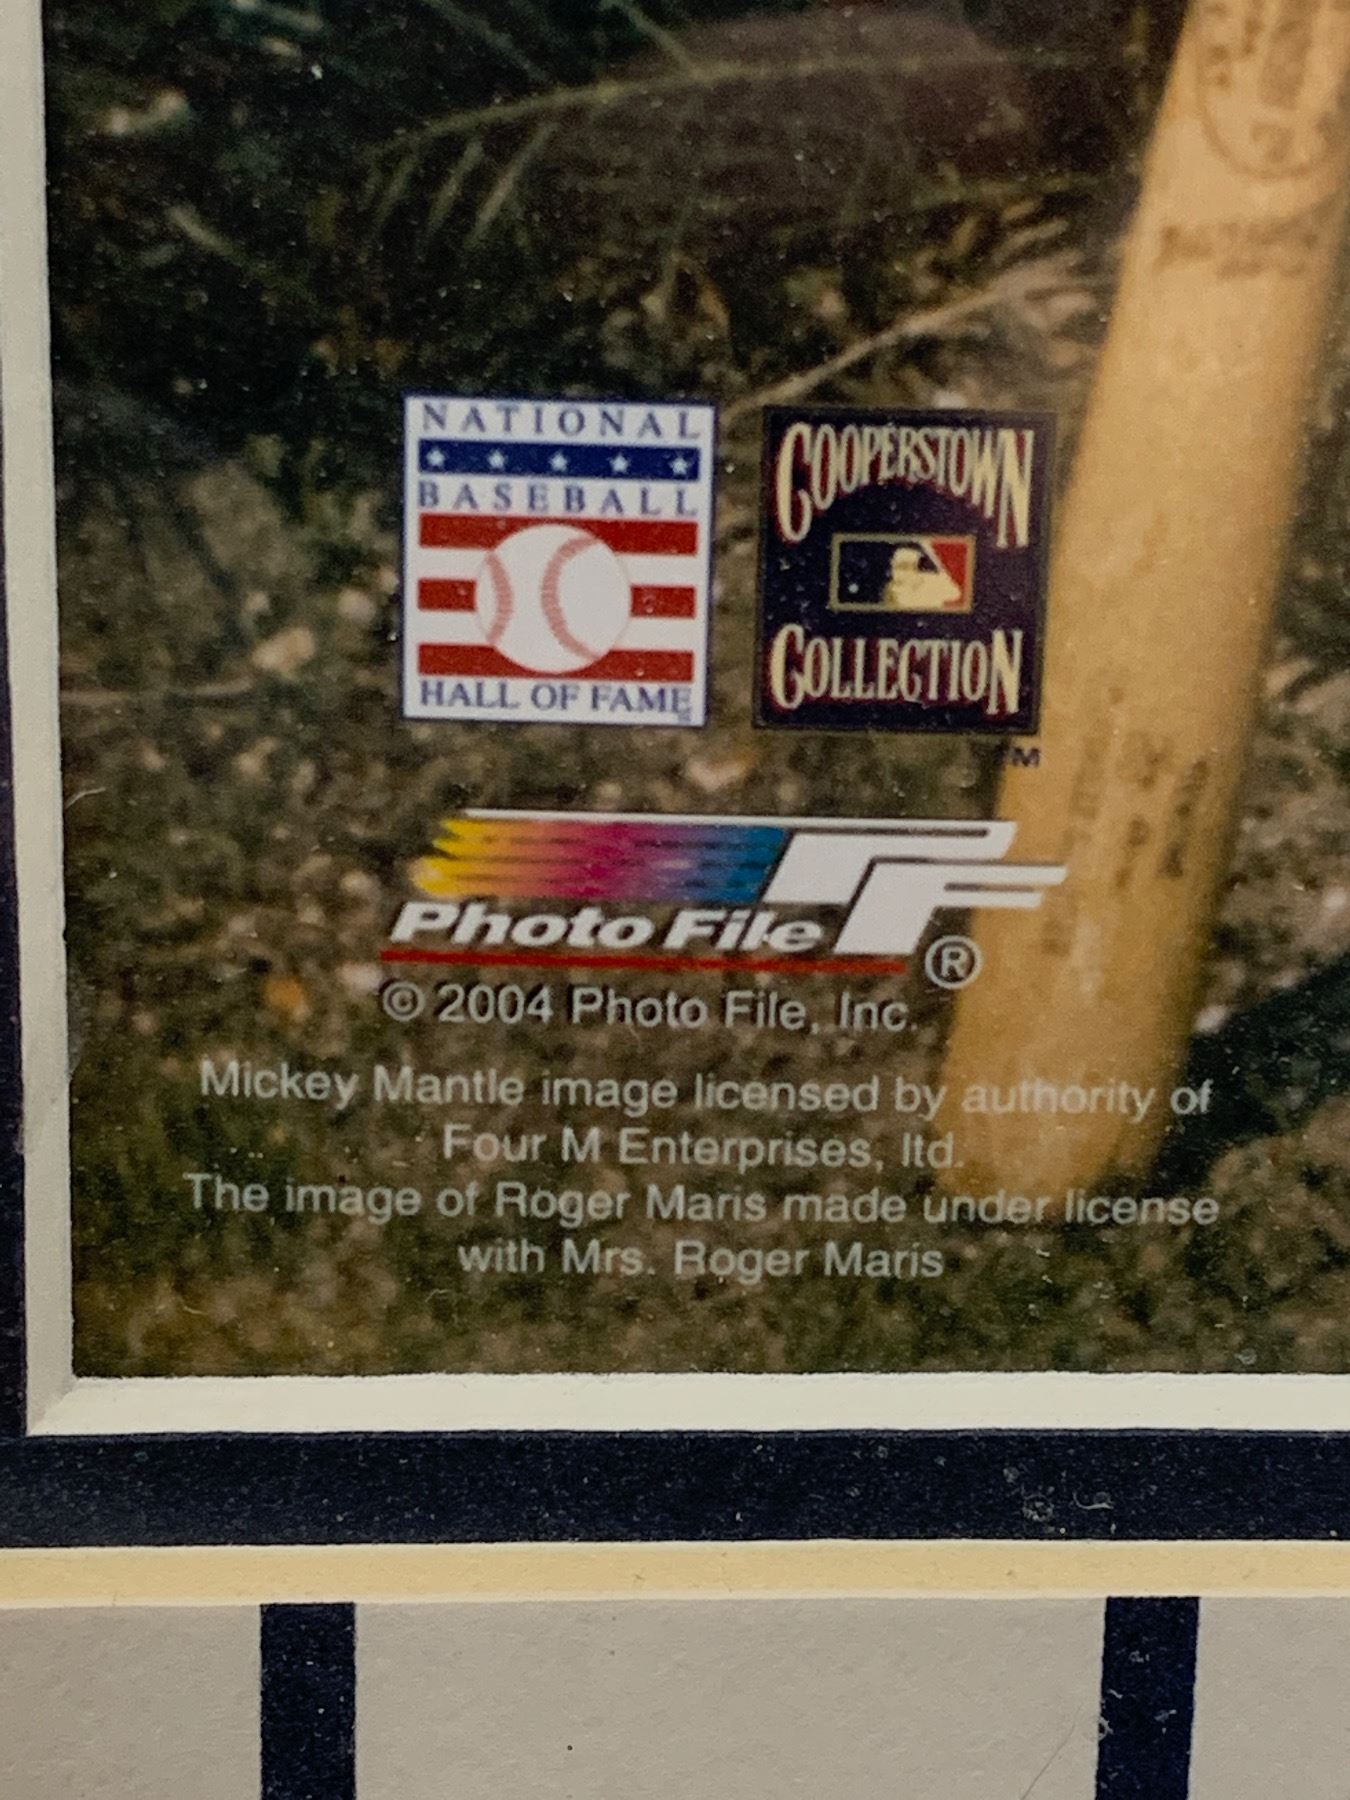 NATIONAL
BASEBALL
HALL OF FAME
COOPERSTOWN
COLLECTION
TM
Photo File
®
© 2004 Photo File, Inc.
Mickey Mantle image licensed by authority of
Four M Enterprises, ltd.
The image of Roger Maris made under license
with Mrs. Roger Maris